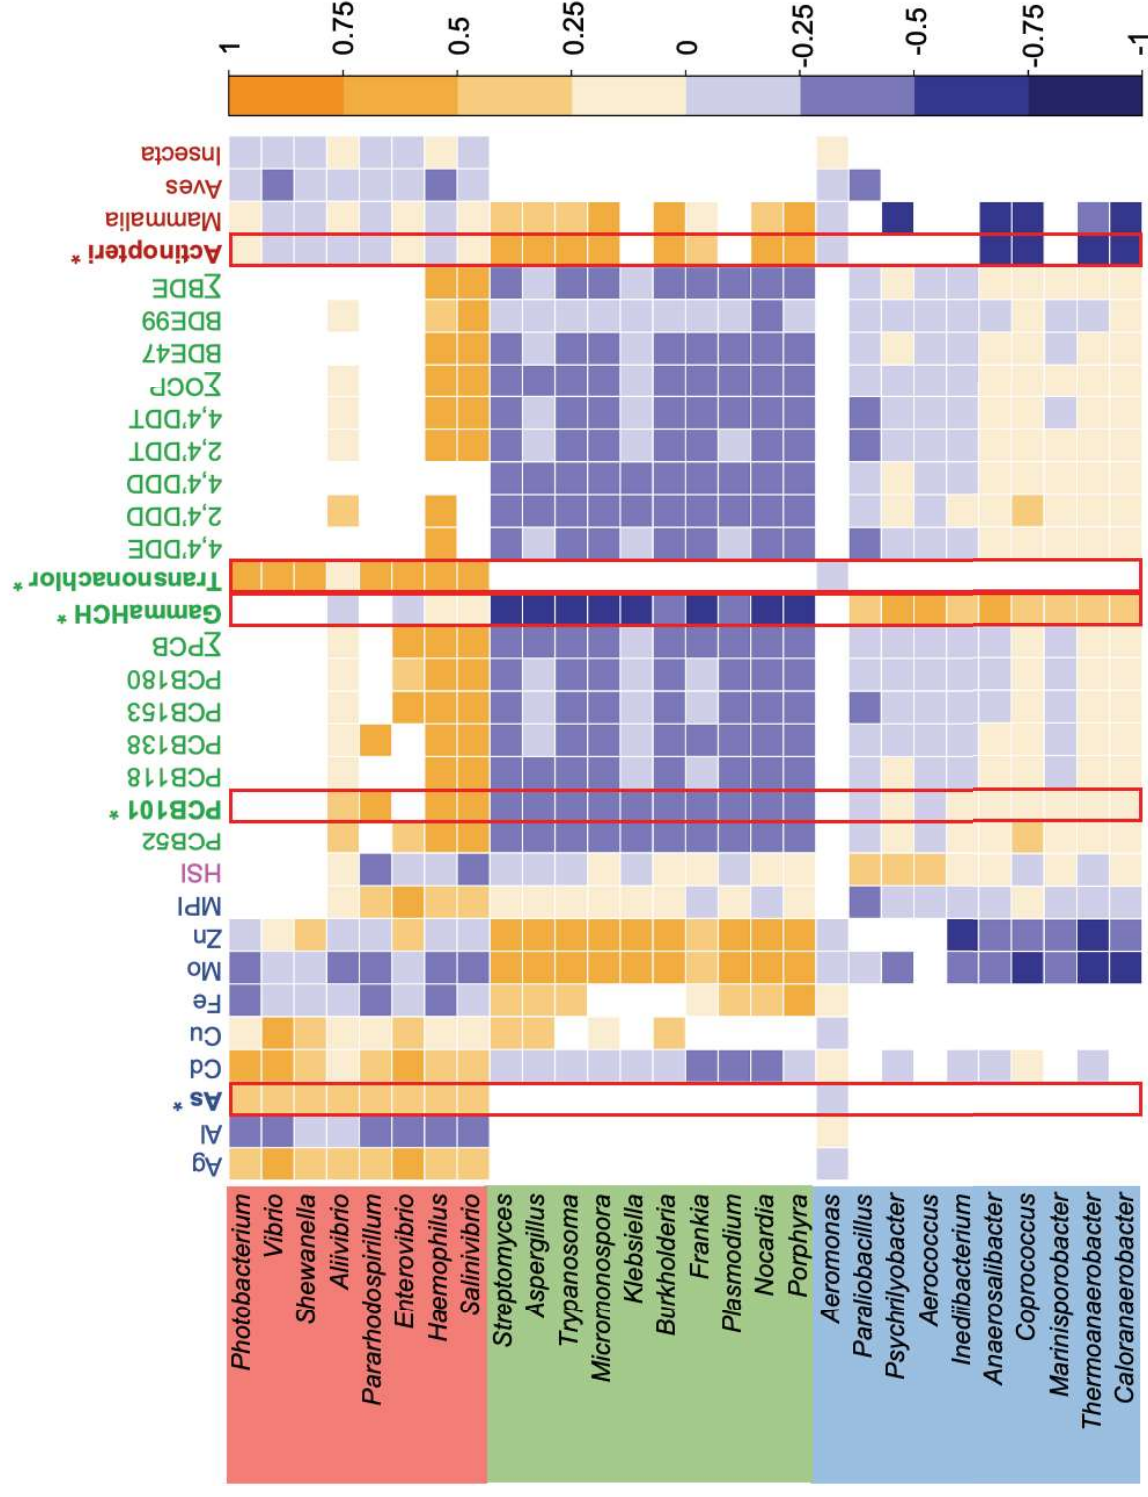 1
0.75
0.5
0.25
0
-0.25
-0.5
-0.75
-1
Insecta
Aves
Mammalia
Actinopteri *
∑BDE
BDE99
BDE47
∑OCP
4,4'DDT
2,4'DDT
4,4'DDD
2,4'DDD
4,4'DDE
Transnonachlor *
GammaHCH *
∑PCB
PCB180
PCB153
PCB138
PCB118
PCB101 *
PCB52
HSI
MPI
Zn
Mo
Fe
Cu
Cd
As *
Al
Ag
Photobacterium
Vibrio
Shewanella
Aliivibrio
Pararhodospirillum
Enterovibrio
Haemophilus
Salinivibrio
Streptomyces
Aspergillus
Trypanosoma
Micromonospora
Klebsiella
Burkholderia
Frankia
Plasmodium
Nocardia
Porphyra
Aeromonas
Paraliobacillus
Psychrilyobacter
Aerococcus
Inediibacterium
Anaerosalibacter
Coprococcus
Marinisporobacter
Thermoanaerobacter
Caloranaerobacter